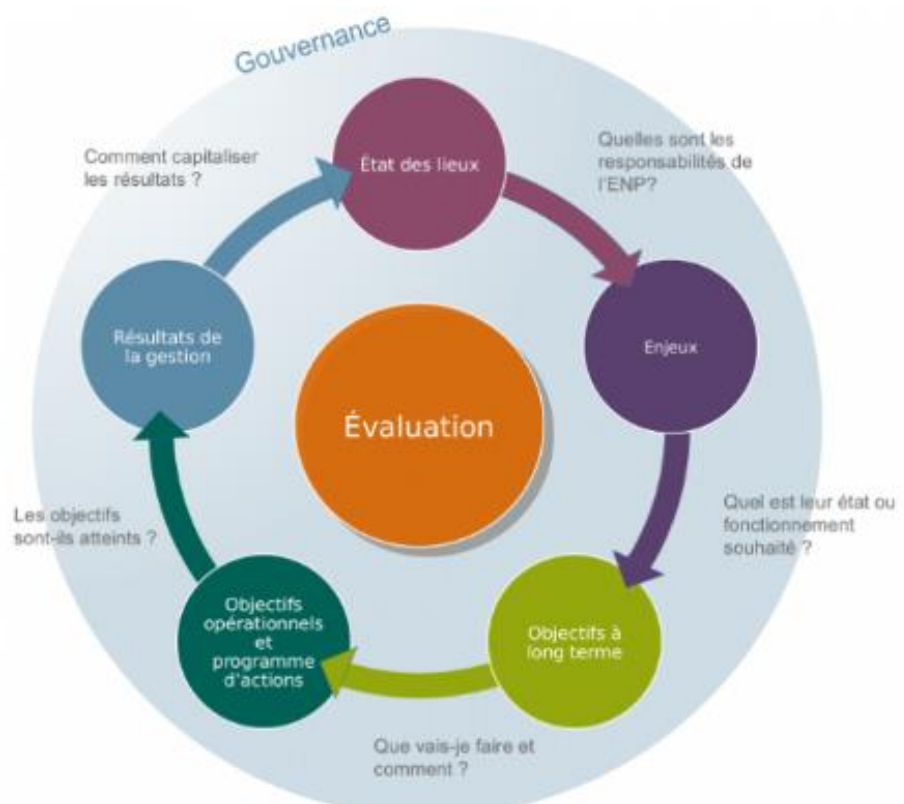 Gouvernance
État des lieux
Quelles sont les
responsabilités de
l'ENP?
Enjeux
Quel est leur état ou
fonctionnement
souhaité ?
Objectifs à
long terme
Que vais-je faire et
comment ?
Objectifs
opérationnels
et
programme
d'actions
Les objectifs
sont-ils atteints ?
Résultats de
la gestion
Comment capitaliser
les résultats ?
Évaluation